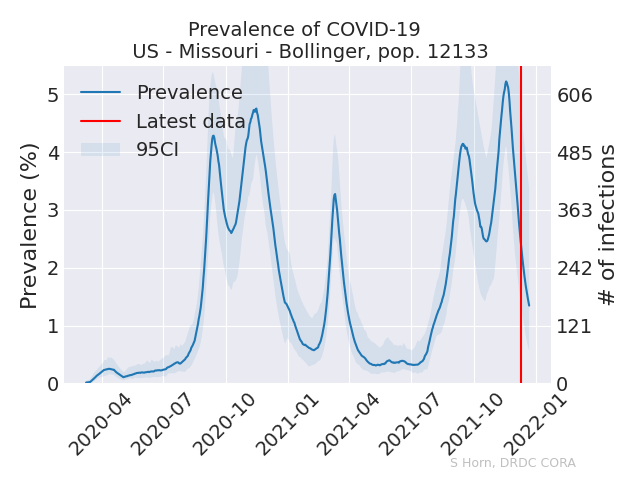 Prevalence of COVID-19
US - Missouri - Bollinger, pop. 12133
Prevalence
Latest data
95CI
Prevalence (%)
5
4
3
2
1
0
606
485
363
242
121
0
# of infections
2020-04
2020-07
2020-10
2021-01
2021-04
2021-07
2021-10
2022-01
S Horn, DRDC CORA